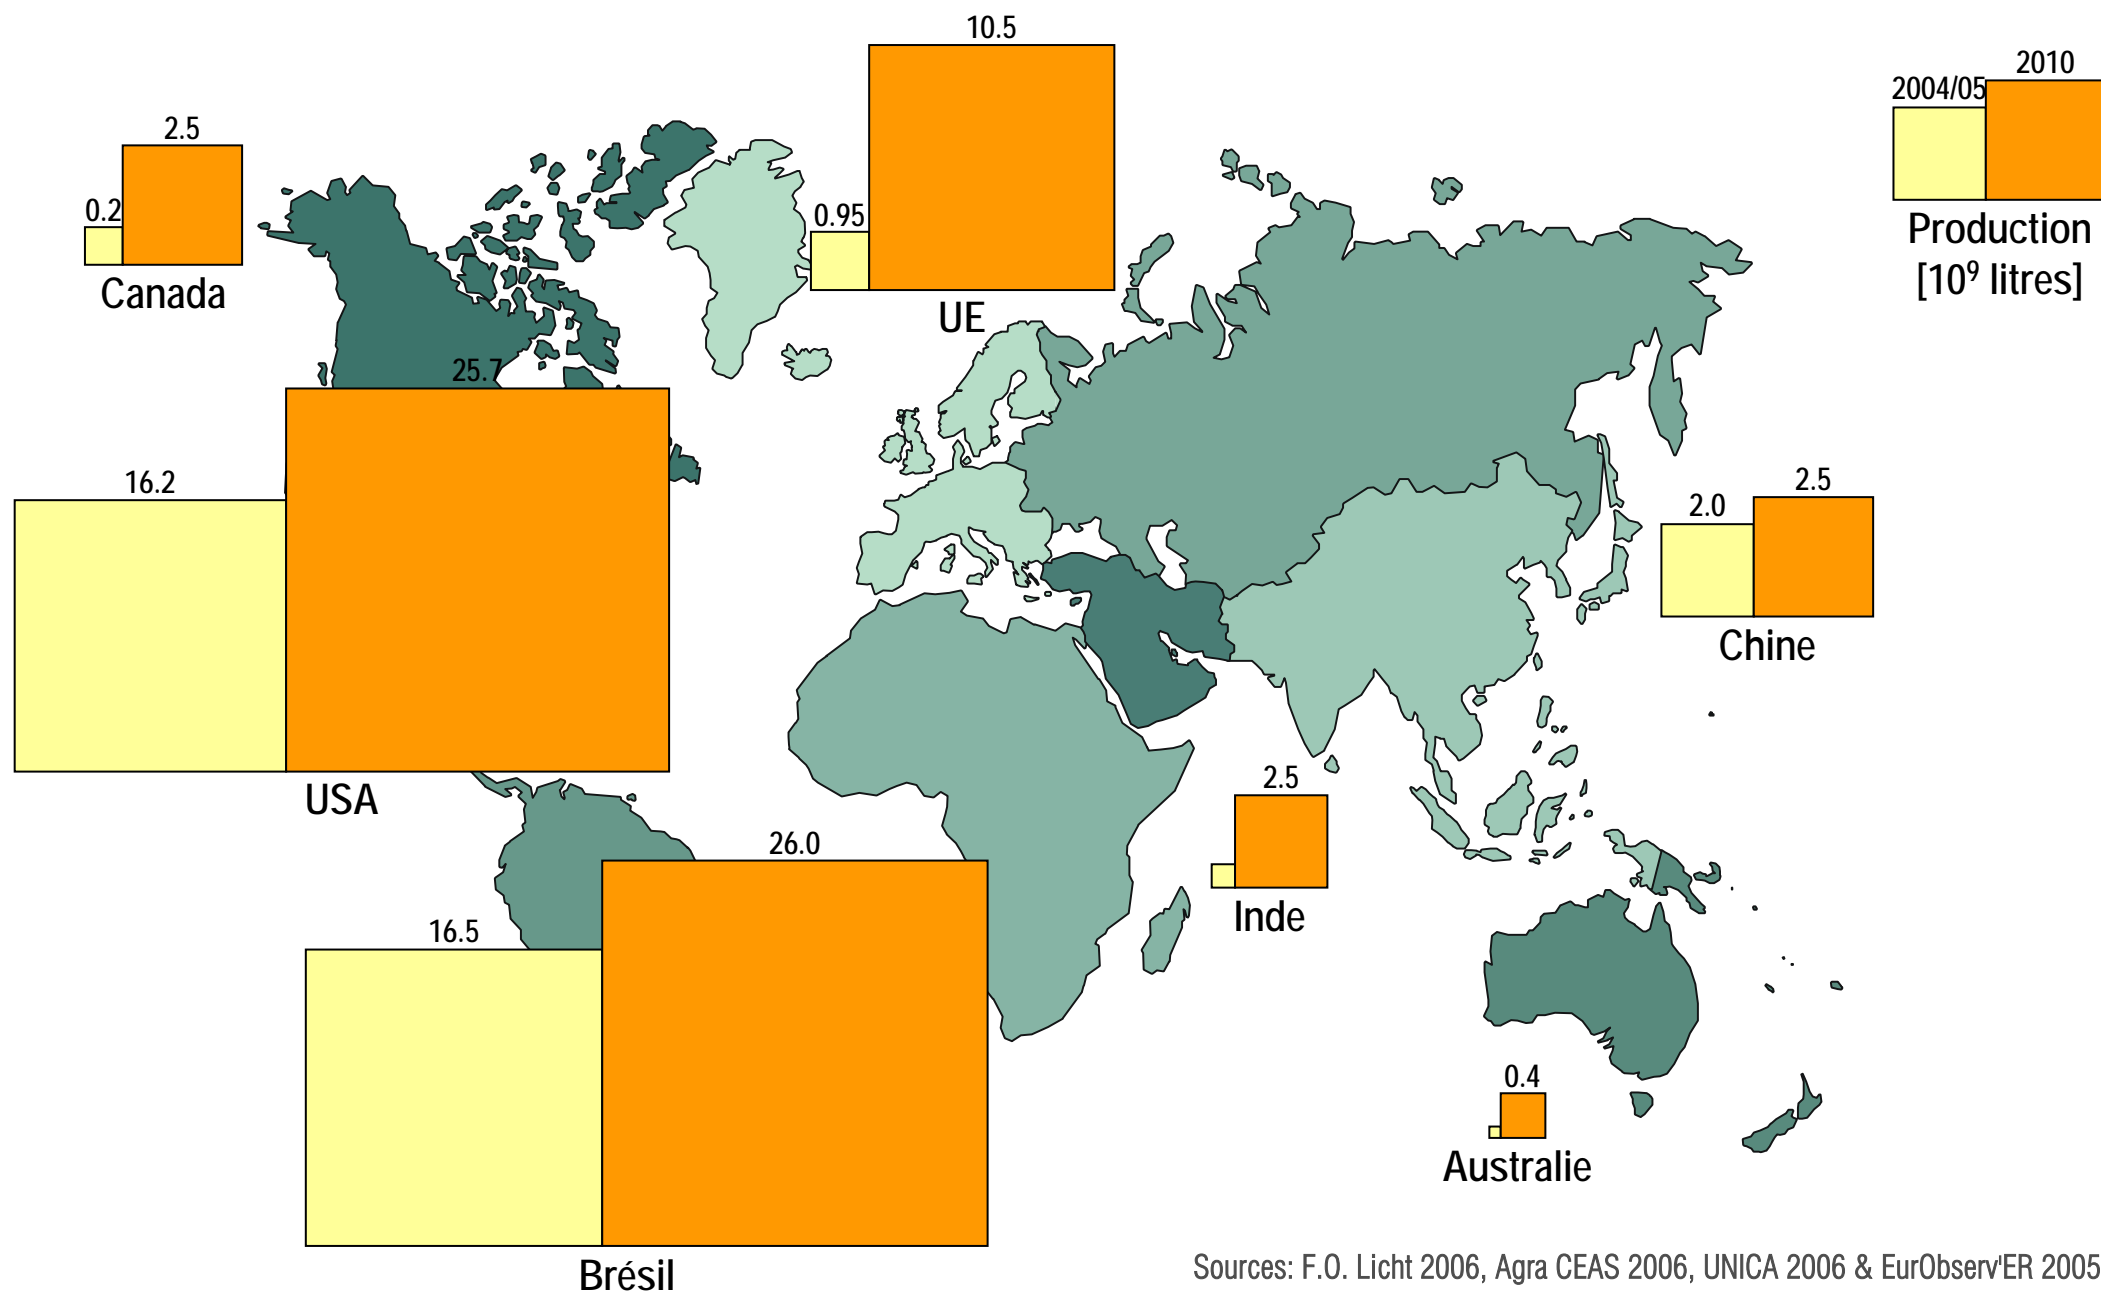 10.5
2010
2004/05
Production
[10⁹ litres]
2.5
0.2
Canada
0.95
UE
25.7
16.2
USA
2.5
2.0
Chine
2.5
Inde
26.0
16.5
Brésil
0.4
Australie
Sources: F.O. Licht 2006, Agra CEAS 2006, UNICA 2006 & EurObserv'ER 2005